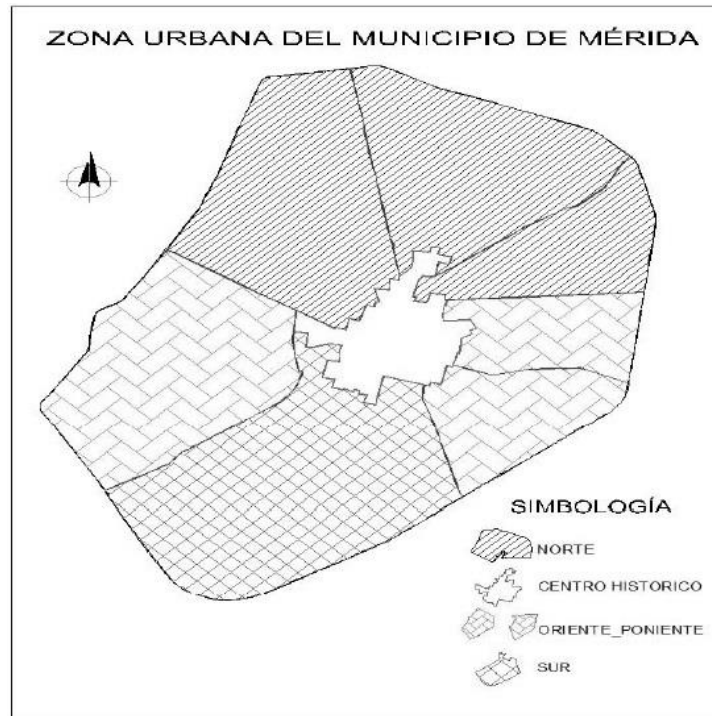 ZONA URBANA DEL MUNICIPIO DE MÉRIDA
SIMBOLOGÍA
NORTE
CENTRO HISTORICO
ORIENTE_PONIENTE
SUR